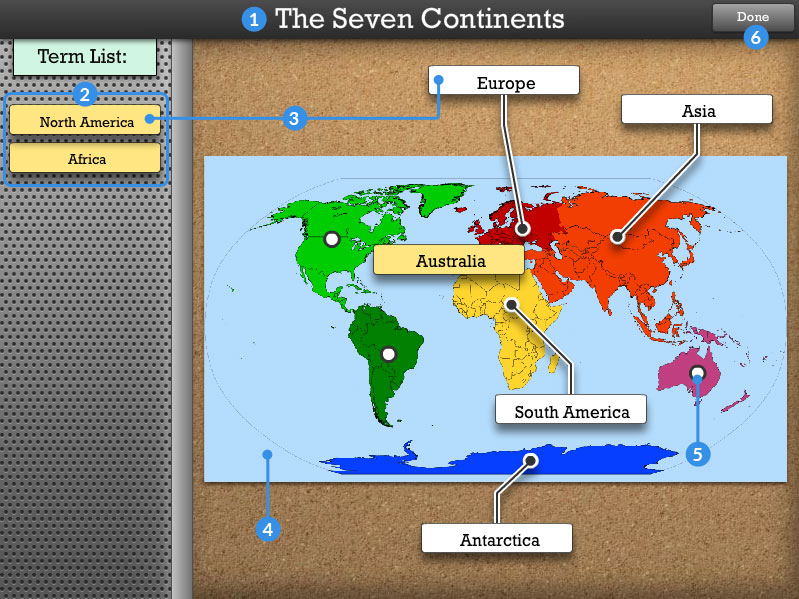 1 The Seven Continents
Done
6
Term List:
2
North America
Africa
3
Europe
Asia
Australia
South America
5
4
Antarctica